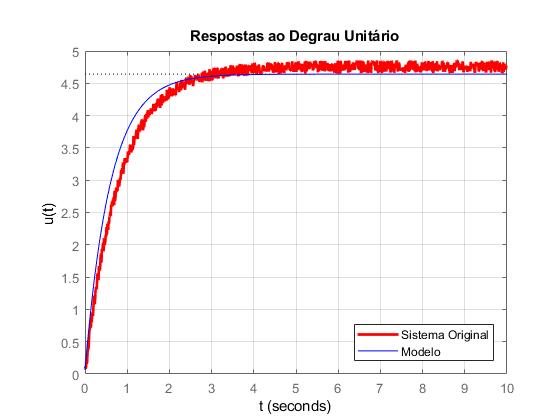 Respostas ao Degrau Unitário
5
4.5
4
3.5
3
2.5
2
1.5
1
0.5
0
u(t)
Sistema Original
Modelo
0 1 2 3 4 5 6 7 8 9 10
t (seconds)